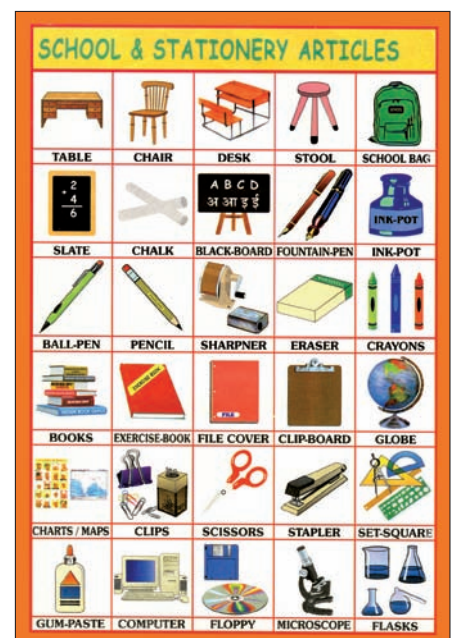 SCHOOL & STATIONERY ARTICLES
TABLE CHAIR DESK STOOL SCHOOL BAG
2
+
4
6
A B C D
अ आ इ ई
INK-POT
SLATE CHALK BLACK-BOARD FOUNTAIN-PEN INK-POT
BALL-PEN PENCIL SHARPNER ERASER CRAYONS
EXERCISE BOOK
FILE
BOOKS EXERCISE-BOOK FILE COVER CLIP-BOARD GLOBE
CHARTS / MAPS CLIPS SCISSORS STAPLER SET-SQUARE
GUM-PASTE COMPUTER FLOPPY MICROSCOPE FLASKS